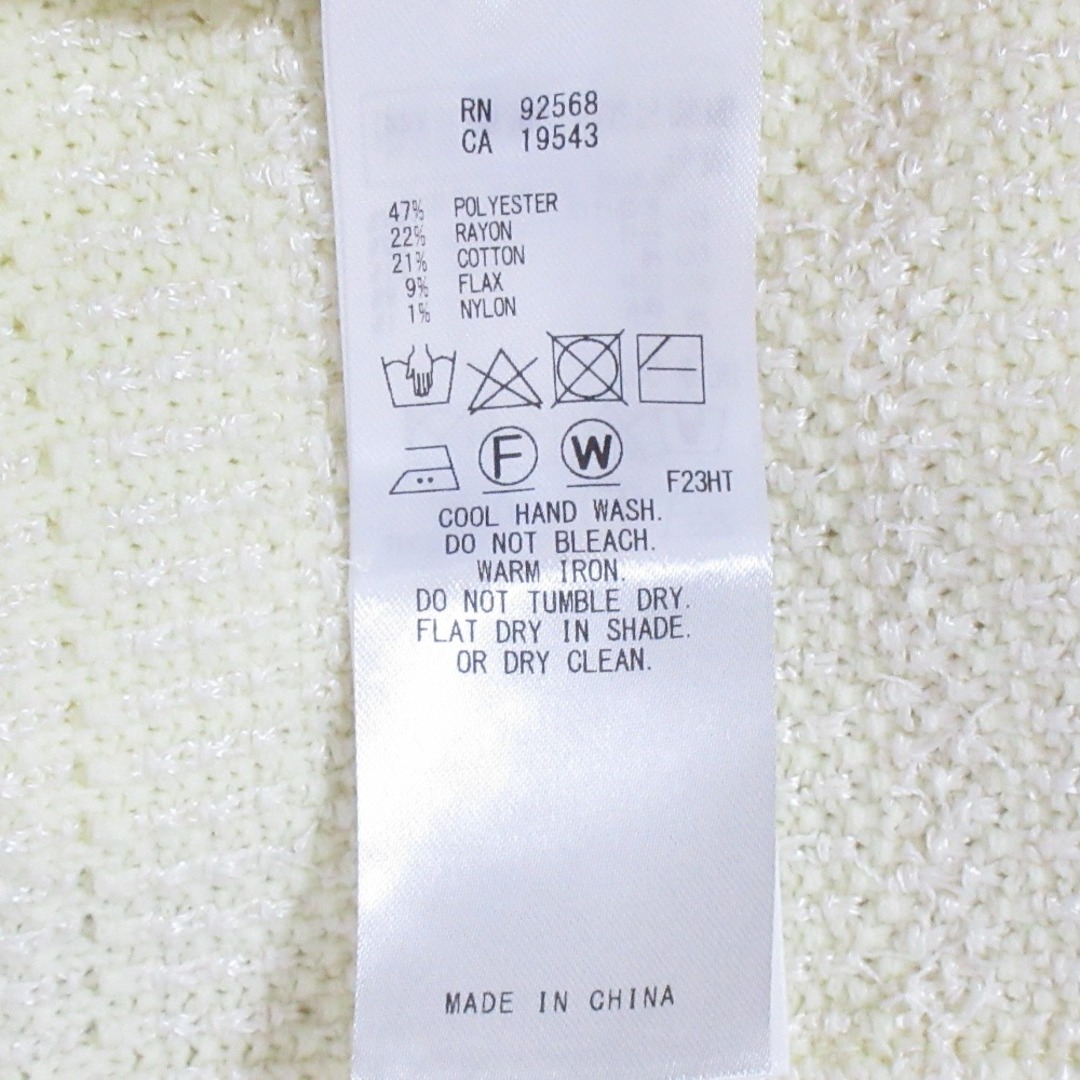 RN 92568
CA 19543
47% POLYESTER
22% RAYON
21% COTTON
9% FLAX
1% NYLON
F W F23HT
COOL HAND WASH.
DO NOT BLEACH.
WARM IRON.
DO NOT TUMBLE DRY.
FLAT DRY IN SHADE.
OR DRY CLEAN.
MADE IN CHINA